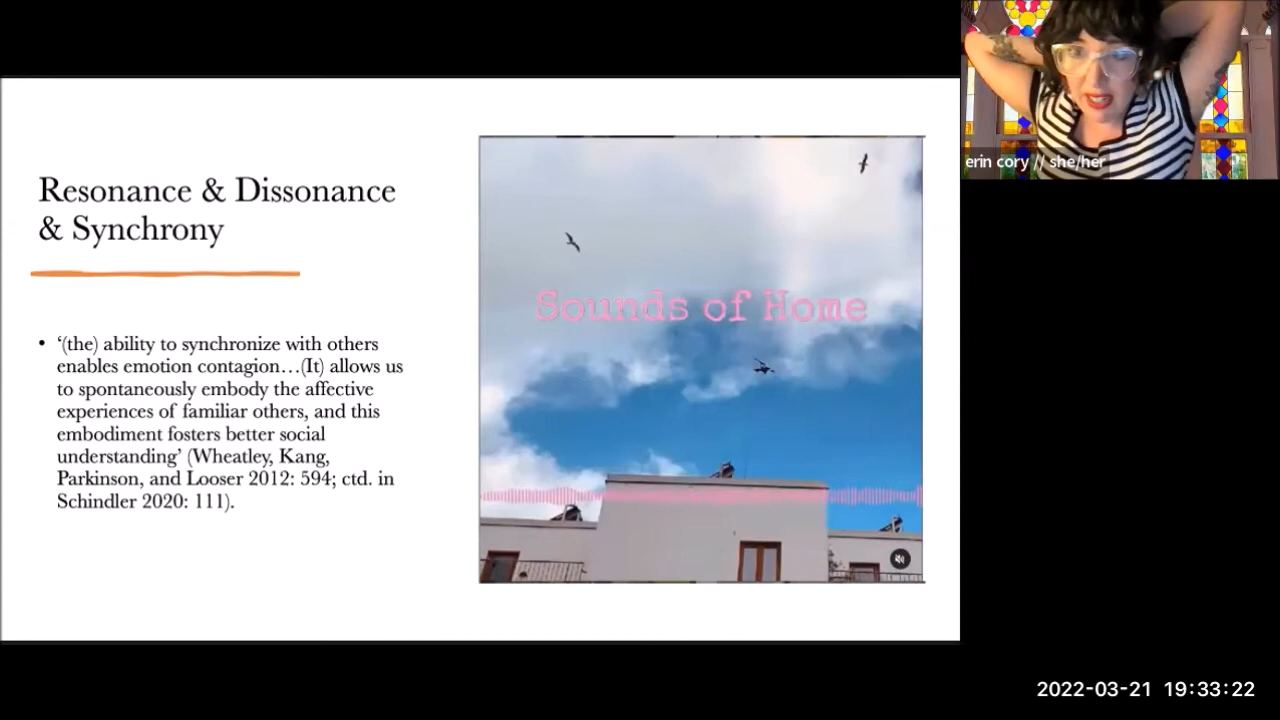 Resonance & Dissonance
& Synchrony
• ‘(the) ability to synchronize with others
enables emotion contagion…(It) allows us
to spontaneously embody the affective
experiences of familiar others, and this
embodiment fosters better social
understanding’ (Wheatley, Kang,
Parkinson, and Looser 2012: 594; ctd. in
Schindler 2020: 111).
Sounds of Home
erin cory // she/her
2022-03-21 19:33:22